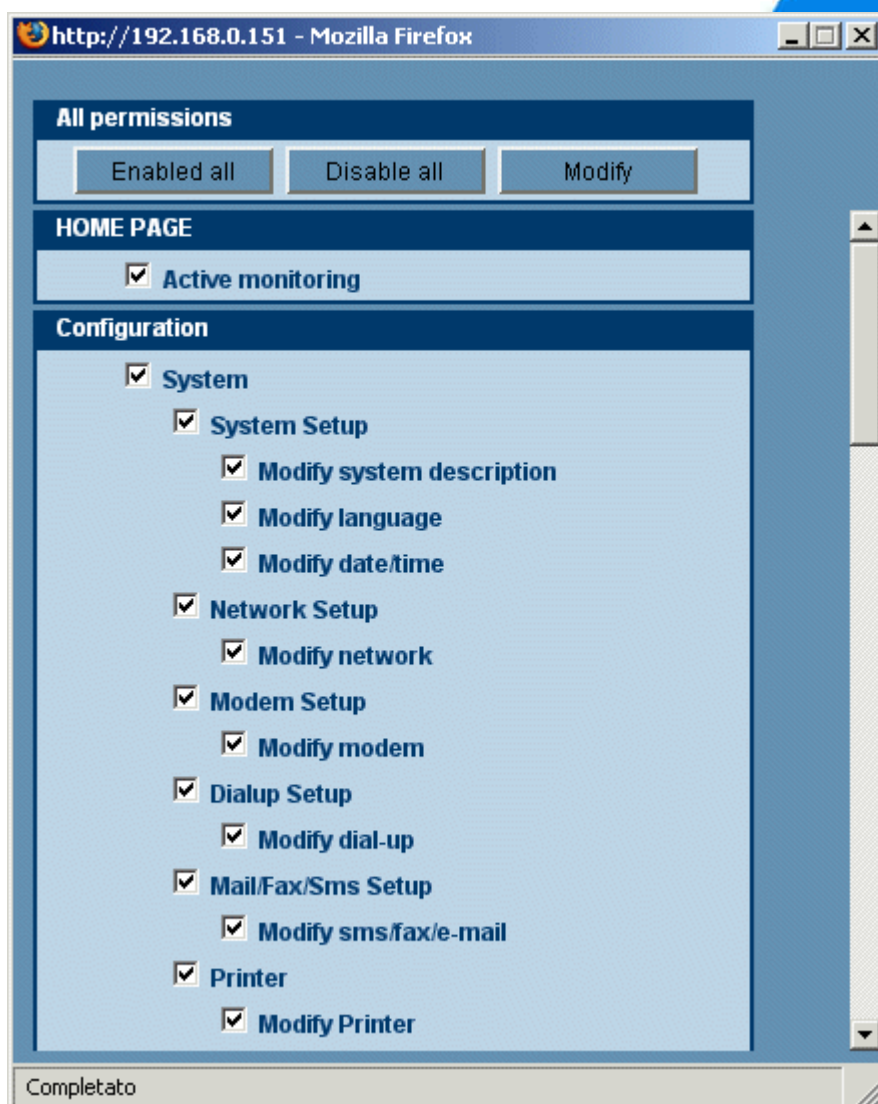 http://192.168.0.151 - Mozilla Firefox
All permissions
Enabled all Disable all Modify
HOME PAGE
Active monitoring
Configuration
System
System Setup
Modify system description
Modify language
Modify date/time
Network Setup
Modify network
Modem Setup
Modify modem
Dialup Setup
Modify dial-up
Mail/Fax/Sms Setup
Modify sms/fax/e-mail
Printer
Modify Printer
Completato